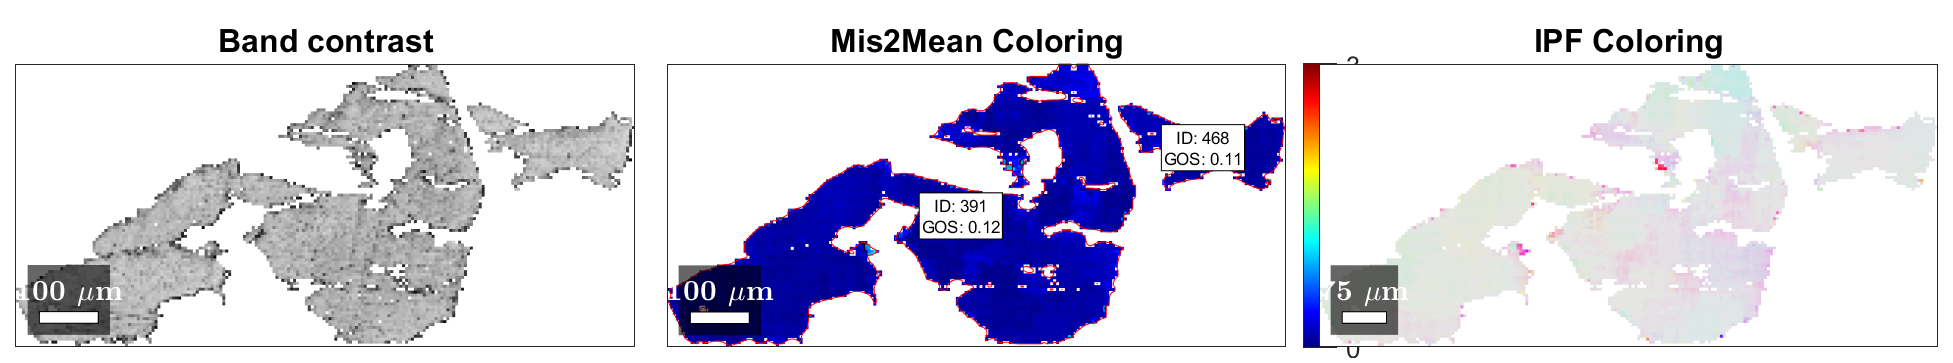 Band contrast
Mis2Mean Coloring
IPF Coloring
ID: 468
GOS: 0.11
ID: 391
GOS: 0.12
100 μm
100 μm
75 μm
0